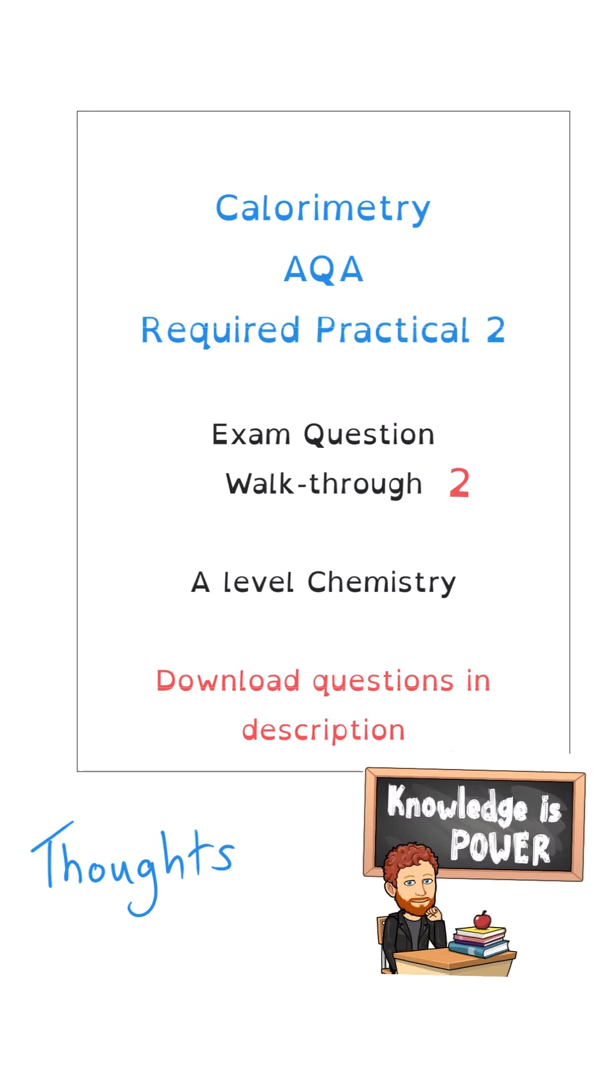 Calorimetry
AQA
Required Practical 2
Exam Question
Walk-through 2
A level Chemistry
Download questions in
description
Knowledge is
POWER
Thoughts